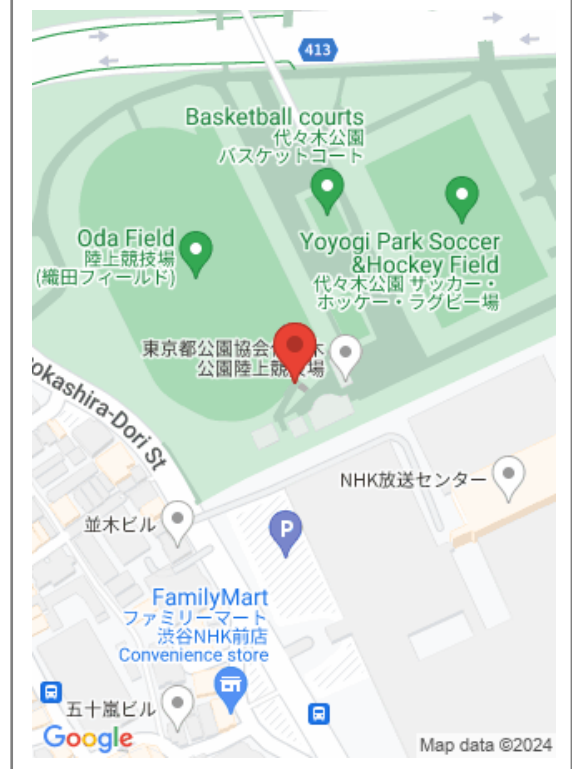 413
Basketball courts
代々木公園
バスケットコート
Oda Field
陸上競技場
(織田フィールド)
Yoyogi Park Soccer
&Hockey Field
代々木公園 サッカー・
ホッケー・ラグビー場
東京都公園協会
公園陸上競技場
okashira-Dori St
NHK放送センター
並木ビル
P
FamilyMart
ファミリーマート
渋谷NHK前店
Convenience store
五十嵐ビル
Google
Map data ©2024